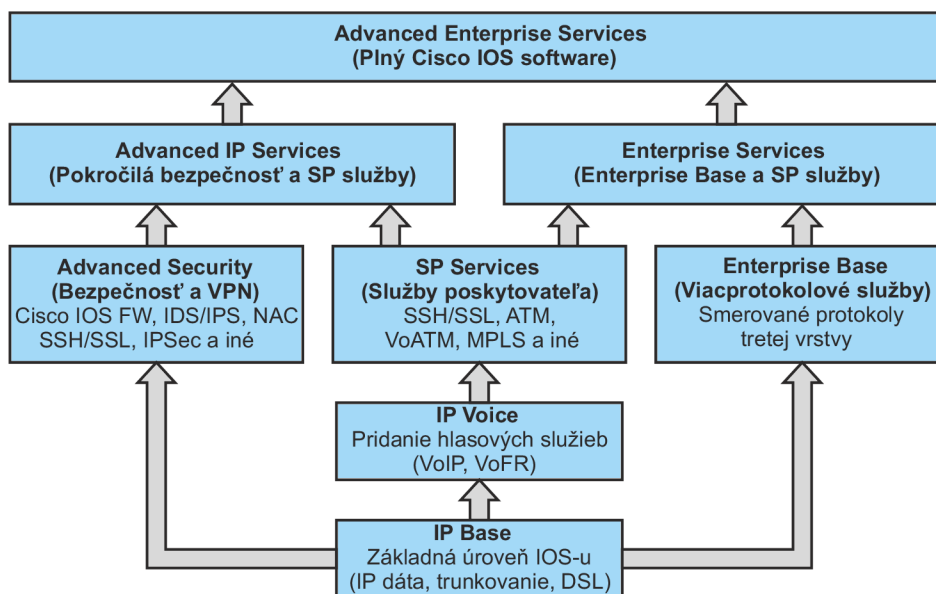 Advanced Enterprise Services
(Plný Cisco IOS software)
Advanced IP Services
(Pokročilá bezpečnosť a SP služby)
Enterprise Services
(Enterprise Base a SP služby)
Advanced Security
(Bezpečnosť a VPN)
Cisco IOS FW, IDS/IPS, NAC
SSH/SSL, IPSec a iné
SP Services
(Služby poskytovateľa)
SSH/SSL, ATM,
VoATM, MPLS a iné
Enterprise Base
(Viacprotokolové služby)
Smerované protokoly
tretej vrstvy
IP Voice
Pridanie hlasových služieb
(VoIP, VoFR)
IP Base
Základná úroveň IOS-u
(IP dáta, trunkovanie, DSL)